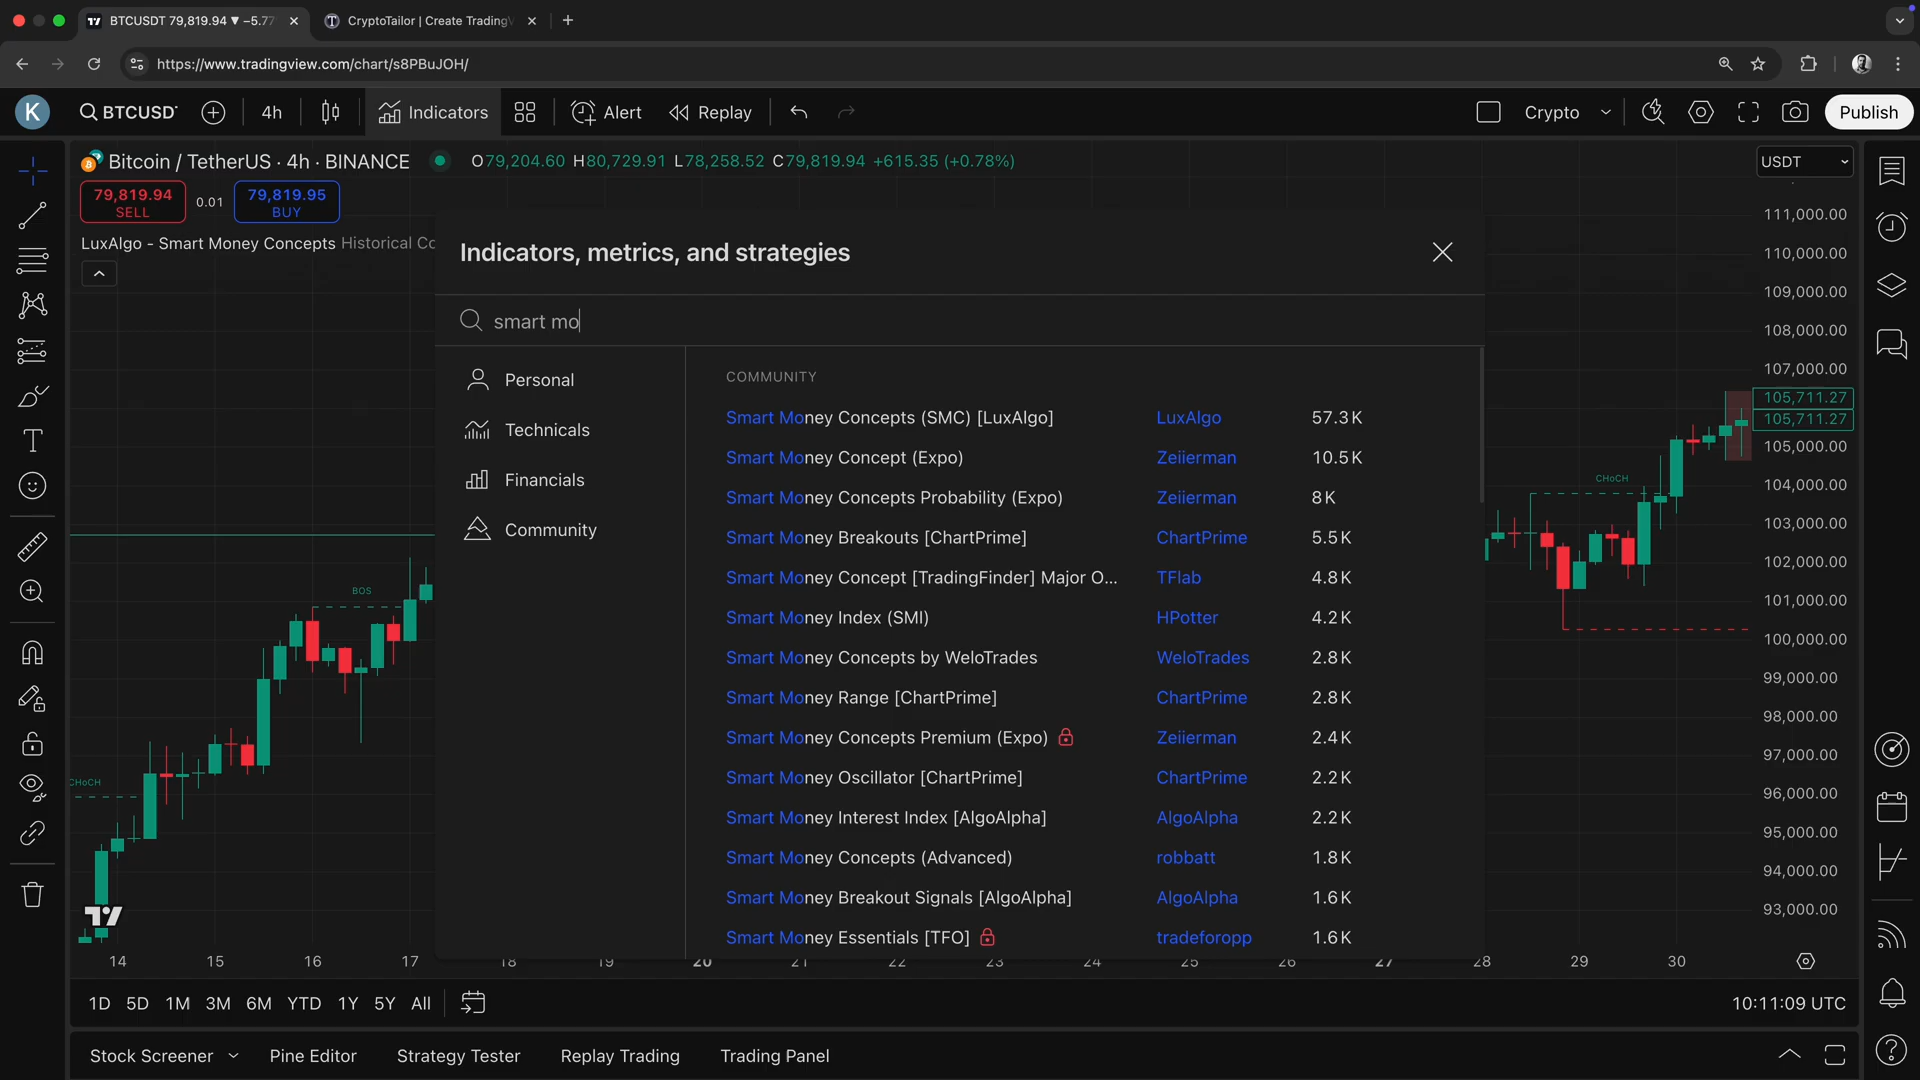 BTCUSDT 79,819.94 ▼ −5.77
CryptoTailor | Create TradingV
https://www.tradingview.com/chart/s8PBuJOH/
K
BTCUSDT
4h
Indicators
Alert
Replay
Crypto
Publish
Bitcoin / TetherUS · 4h · BINANCE
O79,204.60 H80,729.91 L78,258.52 C79,819.94 +615.35 (+0.78%)
USDT
79,819.94
SELL
0.01
79,819.95
BUY
LuxAlgo - Smart Money Concepts Historical Co
Indicators, metrics, and strategies
smart mo
Personal
Technicals
Financials
Community
COMMUNITY
Smart Money Concepts (SMC) [LuxAlgo] LuxAlgo 57.3K
Smart Money Concept (Expo) Zeiierman 10.5K
Smart Money Concepts Probability (Expo) Zeiierman 8K
Smart Money Breakouts [ChartPrime] ChartPrime 5.5K
Smart Money Concept [TradingFinder] Major O... TFlab 4.8K
Smart Money Index (SMI) HPotter 4.2K
Smart Money Concepts by WeloTrades WeloTrades 2.8K
Smart Money Range [ChartPrime] ChartPrime 2.8K
Smart Money Concepts Premium (Expo) Zeiierman 2.4K
Smart Money Oscillator [ChartPrime] ChartPrime 2.2K
Smart Money Interest Index [AlgoAlpha] AlgoAlpha 2.2K
Smart Money Concepts (Advanced) robbatt 1.8K
Smart Money Breakout Signals [AlgoAlpha] AlgoAlpha 1.6K
Smart Money Essentials [TFO] tradeforopp 1.6K
BOS
CHoCH
CHoCH
111,000.00
110,000.00
109,000.00
108,000.00
107,000.00
105,711.27
105,711.27
105,000.00
104,000.00
103,000.00
102,000.00
101,000.00
100,000.00
99,000.00
98,000.00
97,000.00
96,000.00
95,000.00
94,000.00
93,000.00
14 15 16 17 18 19 20 21 22 23 24 25 26 27 28 29 30
1D 5D 1M 3M 6M YTD 1Y 5Y All
10:11:09 UTC
Stock Screener Pine Editor Strategy Tester Replay Trading Trading Panel